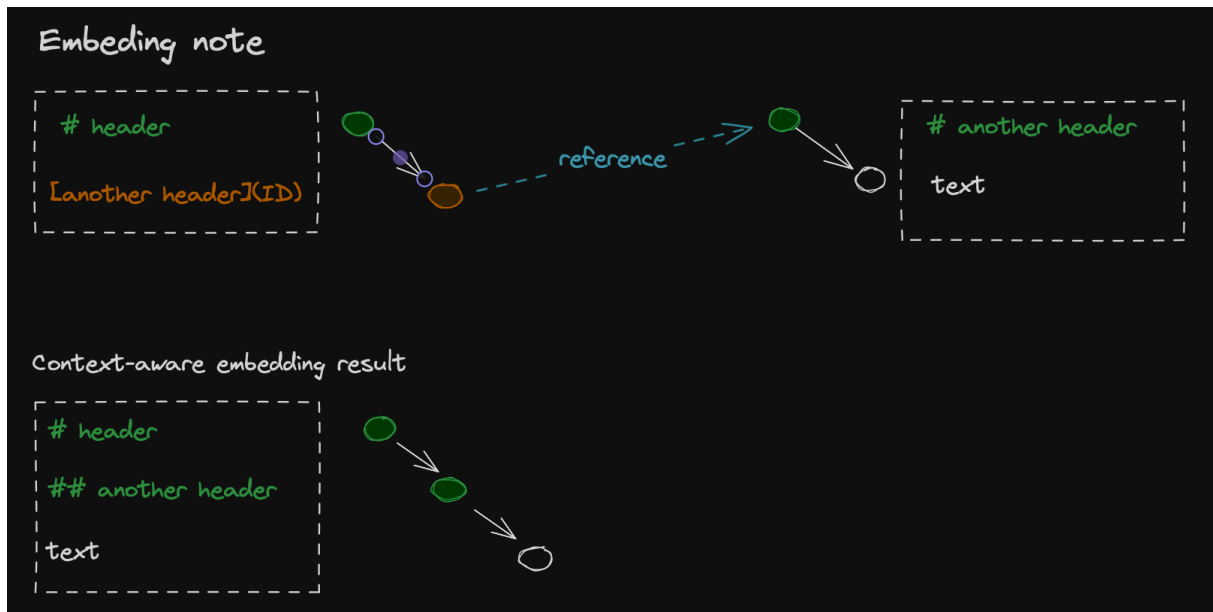 Embeding note
# header
[another header](ID)
reference
# another header
text
Context-aware embedding result
# header
## another header
text